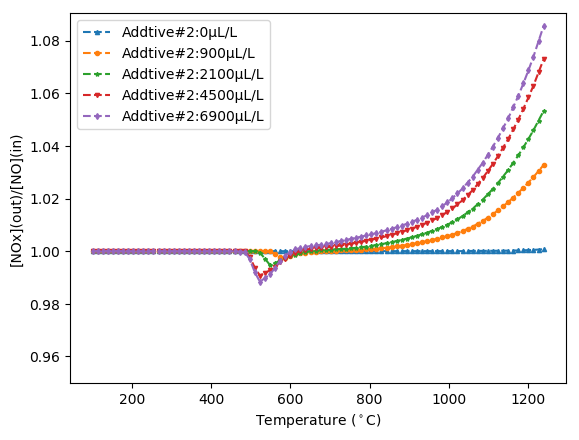 Addtive#2:0μL/L
Addtive#2:900μL/L
Addtive#2:2100μL/L
Addtive#2:4500μL/L
Addtive#2:6900μL/L
1.08
1.06
1.04
1.02
1.00
0.98
0.96
[NOx](out)/[NO](in)
200 400 600 800 1000 1200
Temperature (°C)